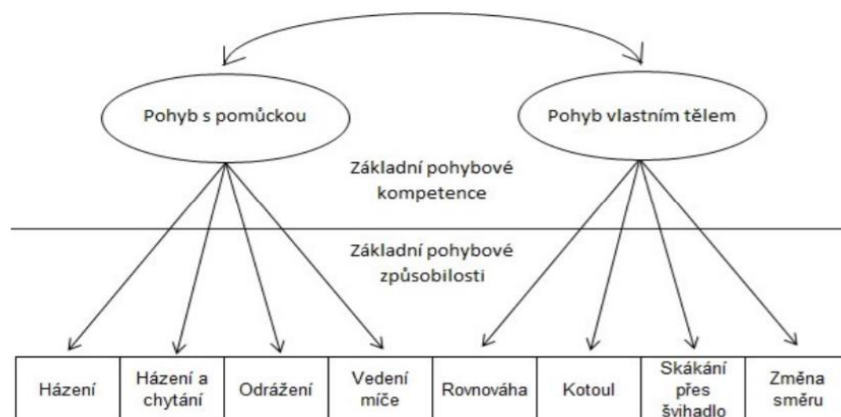 Pohyb s pomůckou
Pohyb vlastním tělem
Základní pohybové
kompetence
Základní pohybové
způsobilosti
Házení
Házení a
chytání
Odrážení
Vedení
míče
Rovnováha
Kotoul
Skákání
přes
švihadlo
Změna
směru